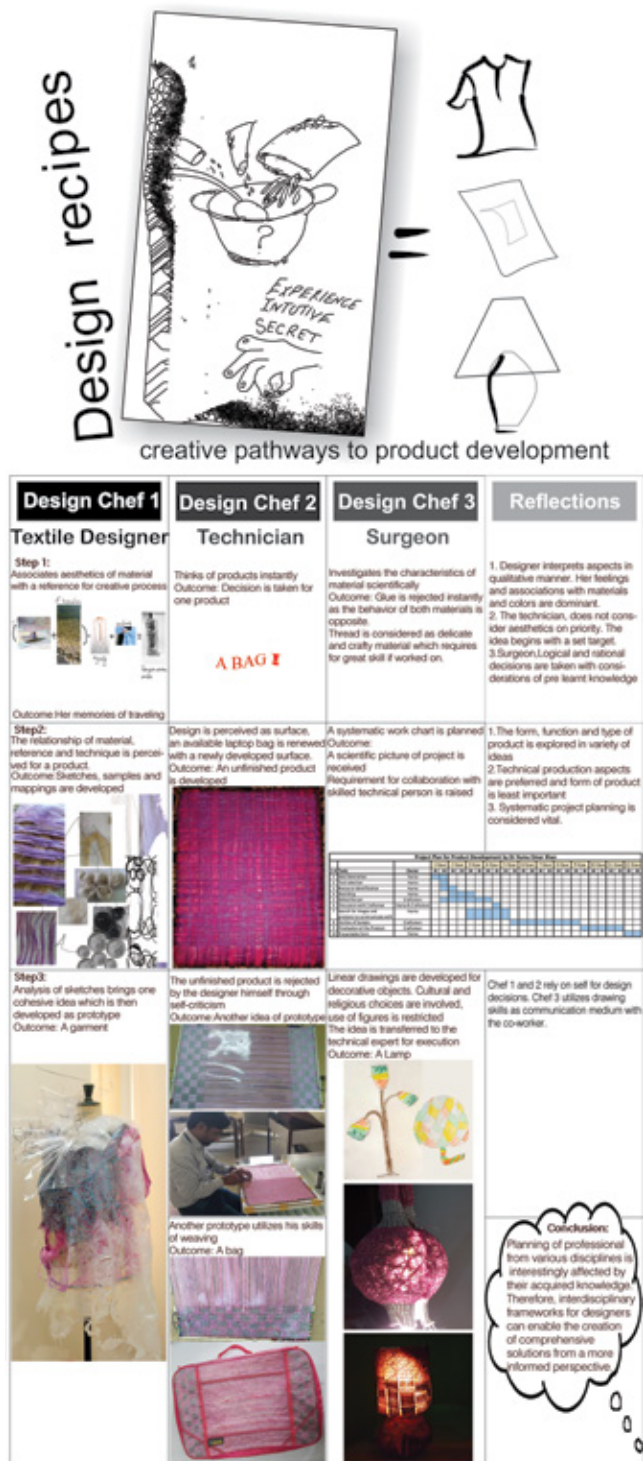 Design recipes
?
EXPERIENCE
INTUTIVE
SECRET
=
creative pathways to product development
Design Chef 1
Textile Designer
Step 1:
Associates aesthetics of material
with a reference for creative process
Outcome:Her memories of traveling
Step2:
The relationship of material,
reference and technique is percei-
ved for a product.
Outcome:Sketches, samples and
mappings are developed
Step3:
Analysis of sketches brings one
cohesive idea which is then
developed as prototype
Outcome: A garment
Design Chef 2
Technician
Thinks of products instantly
Outcome: Decision is taken for
one product
A BAG !
Design is perceived as surface,
an available laptop bag is renewed
with a newly developed surface.
Outcome: An unfinished product
is developed
The unfinished product is rejected
by the designer himself through
self-criticism
Outcome:Another idea of prototype
Another prototype utilizes his skills
of weaving
Outcome: A bag
Design Chef 3
Surgeon
Investigates the characteristics of
material scientifically
Outcome: Glue is rejected instantly
as the behavior of both materials is
opposite.
Thread is considered as delicate
and crafty material which requires
for great skill if worked on.
A systematic work chart is planned
Outcome:
A scientific picture of project is
received
Requirement for collaboration with
skilled technical person is raised
Linear drawings are developed for
decorative objects. Cultural and
religious choices are involved,
use of figures is restricted
The idea is transferred to the
technical expert for execution
Outcome: A Lamp
Reflections
1. Designer interprets aspects in
qualitative manner. Her feelings
and associations with materials
and colors are dominant.
2. The technician, does not con-
sider aesthetics on priority. The
idea begins with a set target.
3.Surgeon,Logical and rational
decisions are taken with consi-
derations of pre learnt knowledge
1.The form, function and type of
product is explored in variety of
ideas
2.Technical production aspects
are preferred and form of product
is least important
3. Systematic project planning is
considered vital.
Chef 1 and 2 rely on self for design
decisions. Chef 3 utilizes drawing
skills as communication medium with
the co-worker.
Conclusion:
Planning of professional
from various disciplines is
interestingly affected by
their acquired knowledge.
Therefore, interdisciplinary
frameworks for designers
can enable the creation
of comprehensive
solutions from a more
informed perspective.